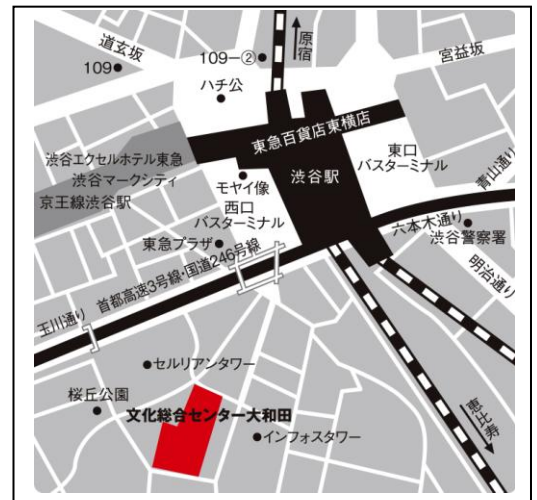 道玄坂
109-②
原宿
宮益坂
109
ハチ公
東急百貨店東横店
渋谷エクセルホテル東急
渋谷マークシティ
京王線渋谷駅
モヤイ像
渋谷駅
東口
バスターミナル
西口
バスターミナル
青山通り
六本木通り
渋谷警察署
東急プラザ
明治通り
首都高速3号線・国道246号線
玉川通り
セルリアンタワー
桜丘公園
文化総合センター大和田
インフォスタワー
恵比寿